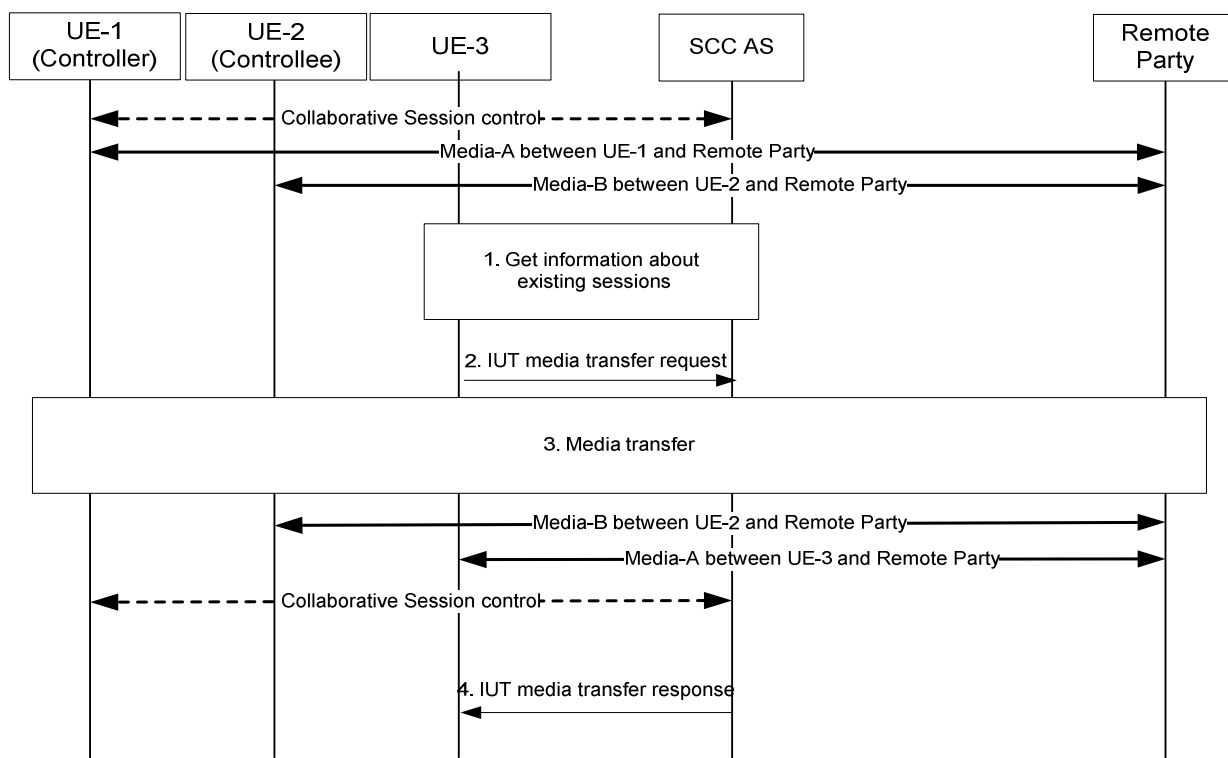 UE-1
(Controller)
UE-2
(Controllee)
UE-3
SCC AS
Remote
Party
Collaborative Session control
Media-A between UE-1 and Remote Party
Media-B between UE-2 and Remote Party
1. Get information about
existing sessions
2. IUT media transfer request
3. Media transfer
Media-B between UE-2 and Remote Party
Media-A between UE-3 and Remote Party
Collaborative Session control
4. IUT media transfer response